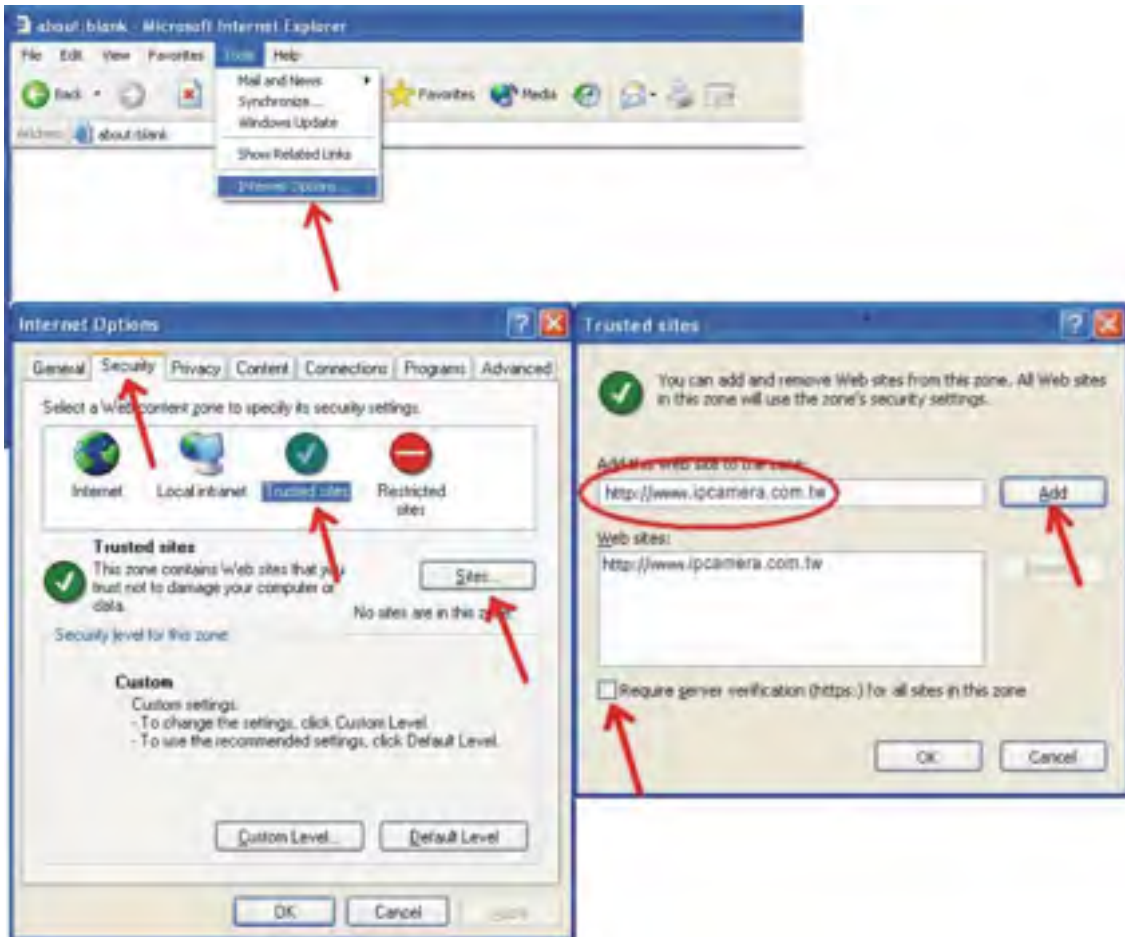 about:blank - Microsoft Internet Explorer
File Edit View Favorites Tools Help
Back Favorites Media
Address about:blank
Mail and News
Synchronize...
Windows Update
Show Related Links
Internet Options...
Internet Options
General Security Privacy Content Connections Programs Advanced
Select a Web content zone to specify its security settings.
Internet Local intranet Trusted sites Restricted
sites
Trusted sites
This zone contains Web sites that you
trust not to damage your computer or
data.
Sites...
No sites are in this zone.
Security level for this zone
Custom
Custom settings.
- To change the settings, click Custom Level.
- To use the recommended settings, click Default Level.
Custom Level... Default Level
OK Cancel Apply
Trusted sites
You can add and remove Web sites from this zone. All Web sites
in this zone will use the zone's security settings.
Add this Web site to the zone:
http://www.ipcamera.com.tw Add
Web sites:
http://www.ipcamera.com.tw
Require server verification (https:) for all sites in this zone
OK Cancel